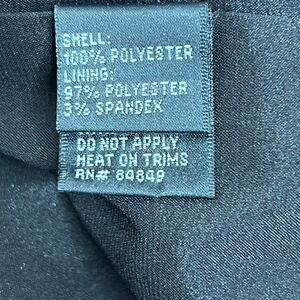 SHELL:
100% POLYESTER
LINING:
97% POLYESTER
3% SPANDEX
DO NOT APPLY
HEAT ON TRIMS
RN# 84849